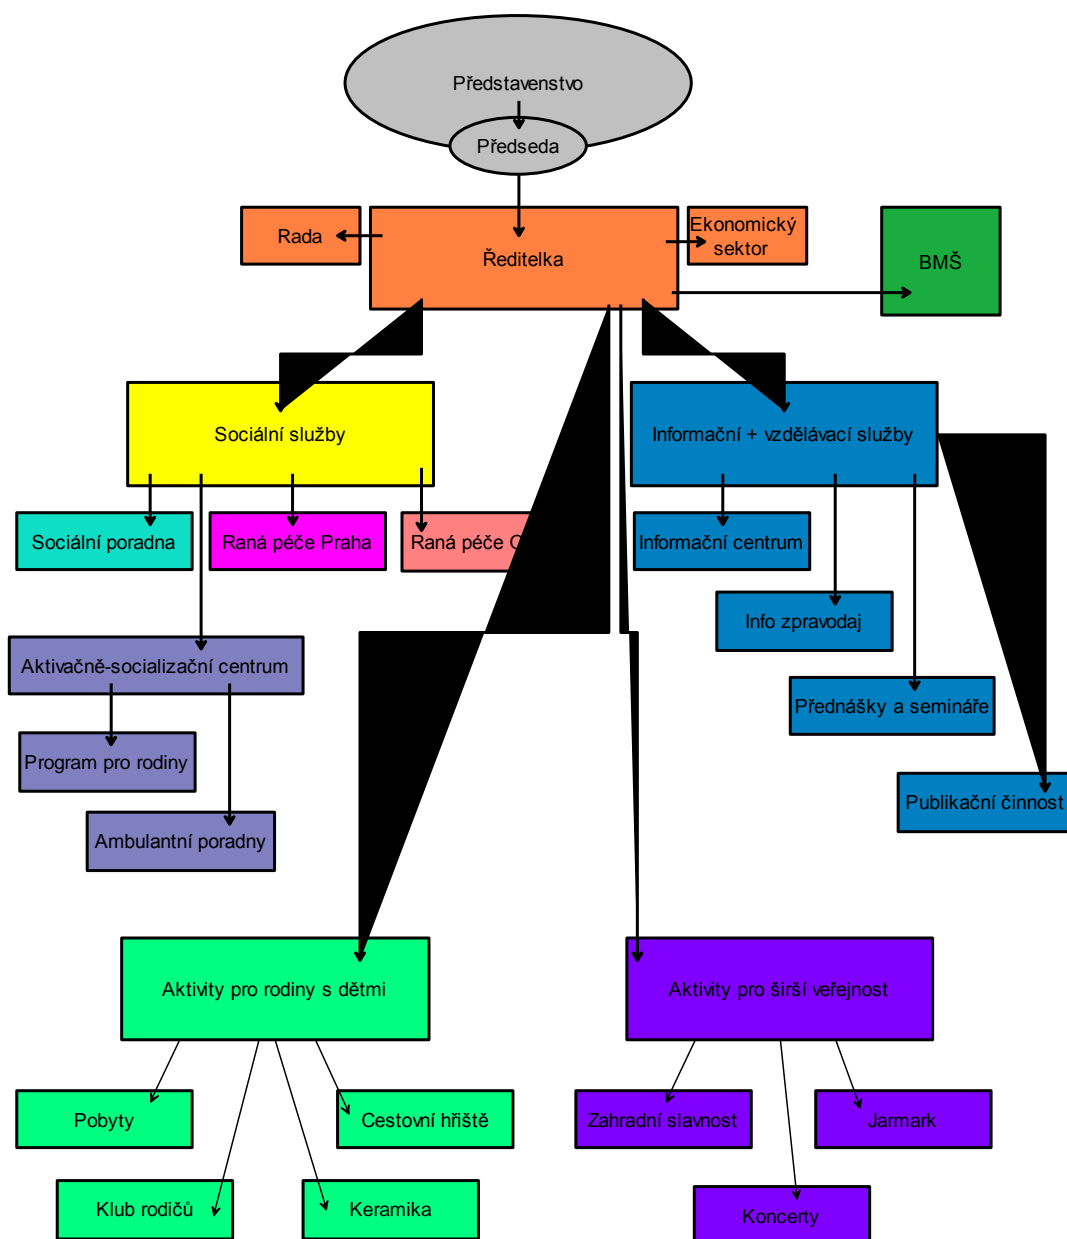 Představenstvo
Předseda
Rada
Ředitelka
Ekonomický
sektor
BMŠ
Sociální služby
Informační + vzdělávací služby
Sociální poradna
Raná péče Praha
Raná péče
Informační centrum
Info zpravodaj
Aktivačně-socializační centrum
Přednášky a semináře
Program pro rodiny
Publikační činnost
Ambulantní poradny
Aktivity pro rodiny s dětmi
Aktivity pro širší veřejnost
Pobyty
Cestovní hřiště
Zahradní slavnost
Jarmark
Klub rodičů
Keramika
Koncerty